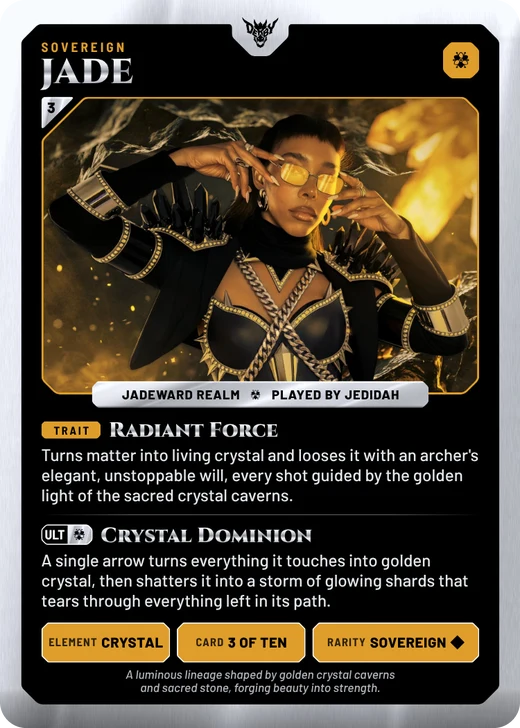 DEHGY
SOVEREIGN
JADE
3
JADEWARD REALM PLAYED BY JEDIDAH
TRAIT RADIANT FORCE
Turns matter into living crystal and looses it with an archer's
elegant, unstoppable will, every shot guided by the golden
light of the sacred crystal caverns.
ULT CRYSTAL DOMINION
A single arrow turns everything it touches into golden
crystal, then shatters it into a storm of glowing shards that
tears through everything left in its path.
ELEMENT CRYSTAL CARD 3 OF TEN RARITY SOVEREIGN
A luminous lineage shaped by golden crystal caverns
and sacred stone, forging beauty into strength.